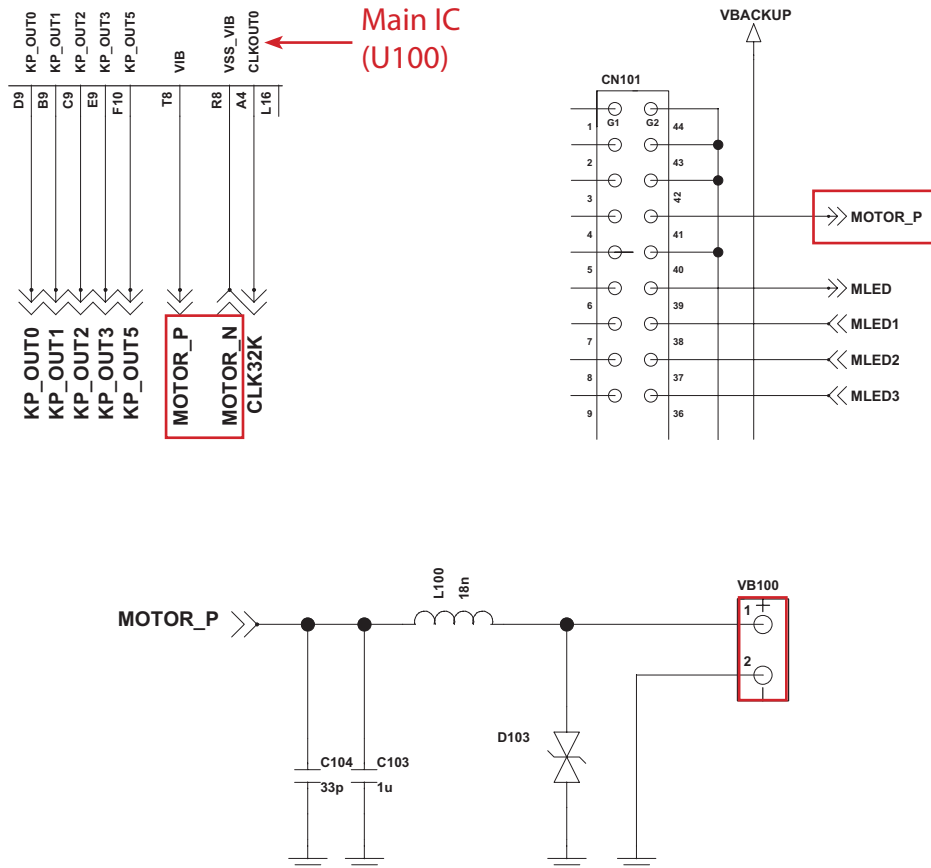 KP_OUT0
KP_OUT1
KP_OUT2
KP_OUT3
KP_OUT5
VIB
VSS_VIB
CLKOUT0
Main IC
(U100)
D9
B9
C9
E9
F10
T8
R8
A4
L16
KP_OUT0
KP_OUT1
KP_OUT2
KP_OUT3
KP_OUT5
MOTOR_P
MOTOR_N
CLK32K
VBACKUP
CN101
G1 G2
1 44
2 43
3 42
4 41
5 40
6 39
7 38
8 37
9 36
MOTOR_P
MLED
MLED1
MLED2
MLED3
MOTOR_P
L100
18n
VB100
1 +
2
D103
C104
33p
C103
1u